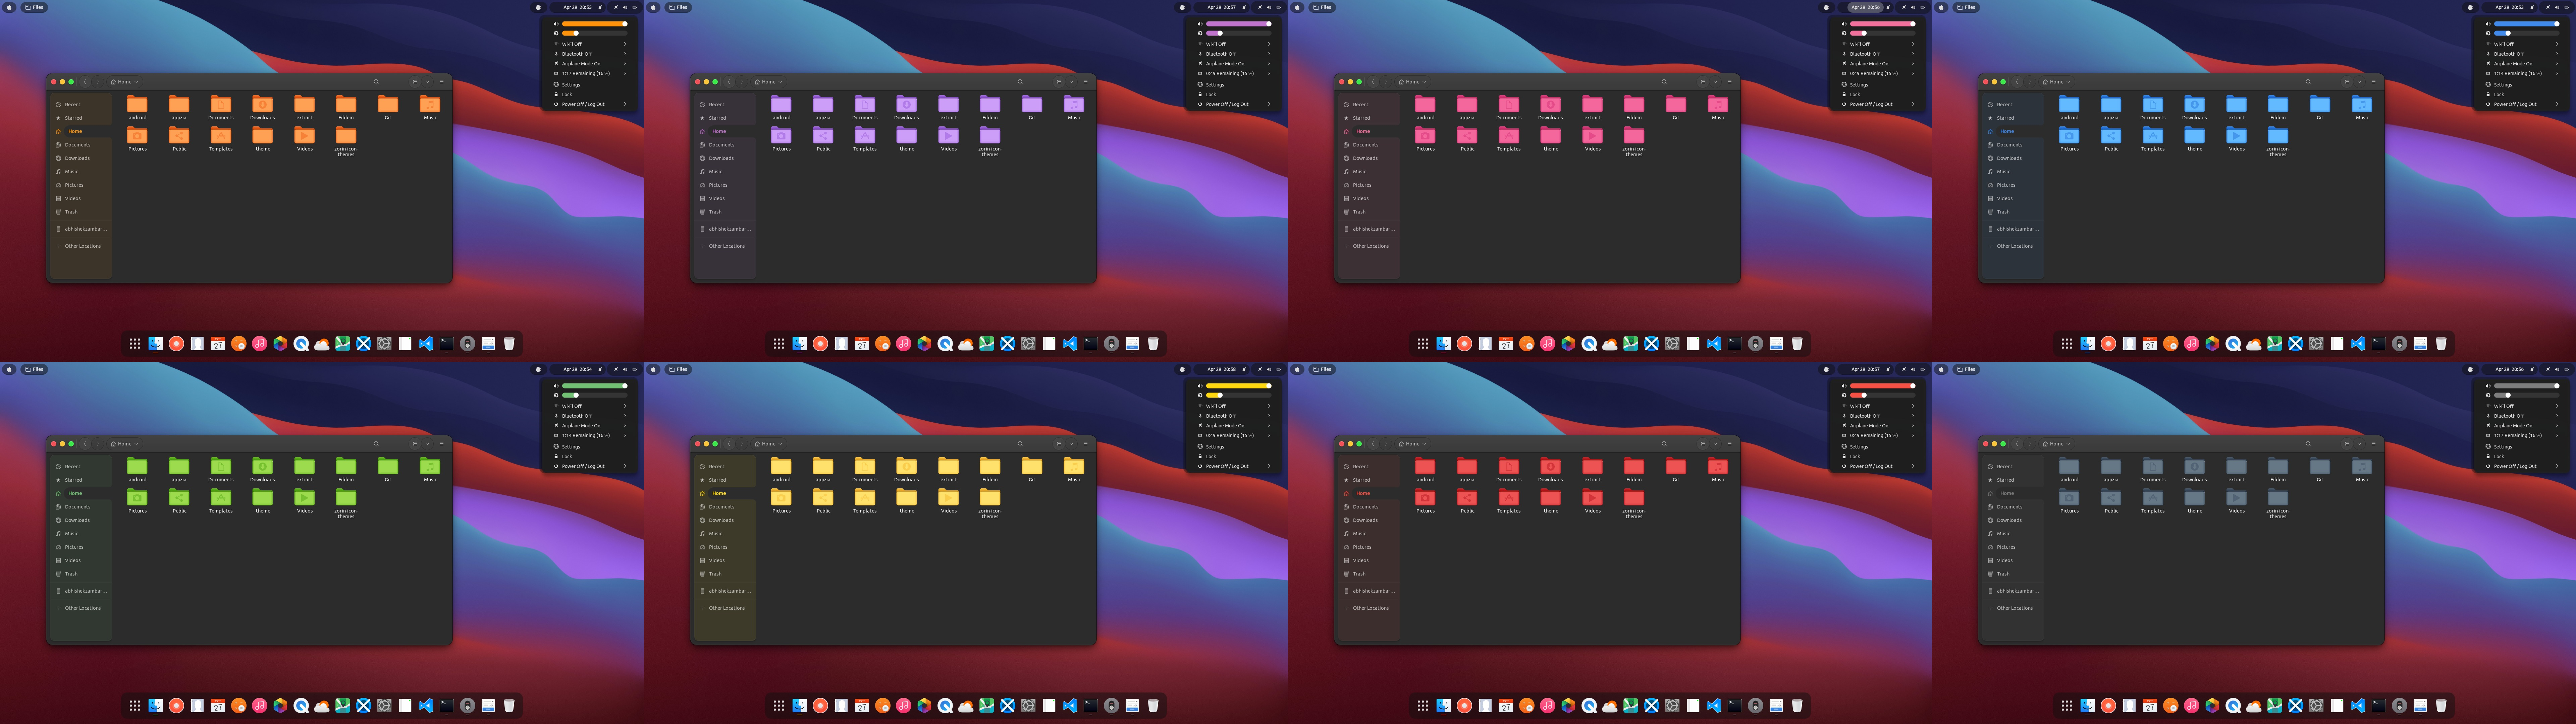 Files
Apr 29 20:55
Wi-Fi Off
Bluetooth Off
Airplane Mode On
1:17 Remaining (16 %)
Settings
Lock
Power Off / Log Out
Home
Recent
Starred
Home
Documents
Downloads
Music
Pictures
Videos
Trash
abhishekzambar...
Other Locations
android appzia Documents Downloads extract Fildem Git Music
Pictures Public Templates theme Videos zorin-icon-
themes
27
Files
Apr 29 20:57
Wi-Fi Off
Bluetooth Off
Airplane Mode On
0:49 Remaining (15 %)
Settings
Lock
Power Off / Log Out
Home
Recent
Starred
Home
Documents
Downloads
Music
Pictures
Videos
Trash
abhishekzambar...
Other Locations
android appzia Documents Downloads extract Fildem Git Music
Pictures Public Templates theme Videos zorin-icon-
themes
27
Files
Apr 29 20:56
Wi-Fi Off
Bluetooth Off
Airplane Mode On
0:49 Remaining (15 %)
Settings
Lock
Power Off / Log Out
Home
Recent
Starred
Home
Documents
Downloads
Music
Pictures
Videos
Trash
abhishekzambar...
Other Locations
android appzia Documents Downloads extract Fildem Git Music
Pictures Public Templates theme Videos zorin-icon-
themes
27
Files
Apr 29 20:53
Wi-Fi Off
Bluetooth Off
Airplane Mode On
1:14 Remaining (16 %)
Settings
Lock
Power Off / Log Out
Home
Recent
Starred
Home
Documents
Downloads
Music
Pictures
Videos
Trash
abhishekzambar...
Other Locations
android appzia Documents Downloads extract Fildem Git Music
Pictures Public Templates theme Videos zorin-icon-
themes
27
Files
Apr 29 20:54
Wi-Fi Off
Bluetooth Off
Airplane Mode On
1:14 Remaining (16 %)
Settings
Lock
Power Off / Log Out
Home
Recent
Starred
Home
Documents
Downloads
Music
Pictures
Videos
Trash
abhishekzambar...
Other Locations
android appzia Documents Downloads extract Fildem Git Music
Pictures Public Templates theme Videos zorin-icon-
themes
27
Files
Apr 29 20:58
Wi-Fi Off
Bluetooth Off
Airplane Mode On
0:49 Remaining (15 %)
Settings
Lock
Power Off / Log Out
Home
Recent
Starred
Home
Documents
Downloads
Music
Pictures
Videos
Trash
abhishekzambar...
Other Locations
android appzia Documents Downloads extract Fildem Git Music
Pictures Public Templates theme Videos zorin-icon-
themes
27
Files
Apr 29 20:57
Wi-Fi Off
Bluetooth Off
Airplane Mode On
0:49 Remaining (15 %)
Settings
Lock
Power Off / Log Out
Home
Recent
Starred
Home
Documents
Downloads
Music
Pictures
Videos
Trash
abhishekzambar...
Other Locations
android appzia Documents Downloads extract Fildem Git Music
Pictures Public Templates theme Videos zorin-icon-
themes
27
Files
Apr 29 20:56
Wi-Fi Off
Bluetooth Off
Airplane Mode On
1:17 Remaining (16 %)
Settings
Lock
Power Off / Log Out
Home
Recent
Starred
Home
Documents
Downloads
Music
Pictures
Videos
Trash
abhishekzambar...
Other Locations
android appzia Documents Downloads extract Fildem Git Music
Pictures Public Templates theme Videos zorin-icon-
themes
27